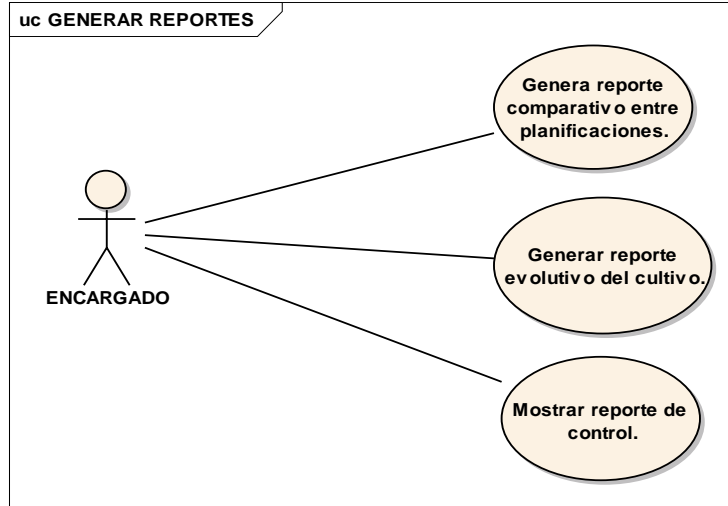 uc GENERAR REPORTES
Genera reporte
comparativo entre
planificaciones.
Generar reporte
evolutivo del cultivo.
ENCARGADO
Mostrar reporte de
control.